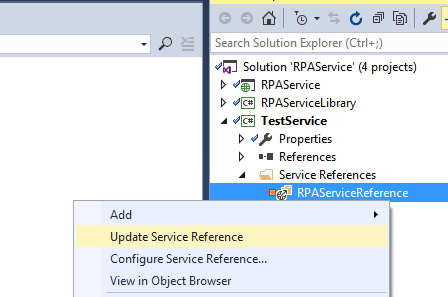 Search Solution Explorer (Ctrl+;)
Solution 'RPAService' (4 projects)
RPAService
C# RPAServiceLibrary
C# TestService
Properties
References
Service References
RPAServiceReference
Add
Update Service Reference
Configure Service Reference...
View in Object Browser